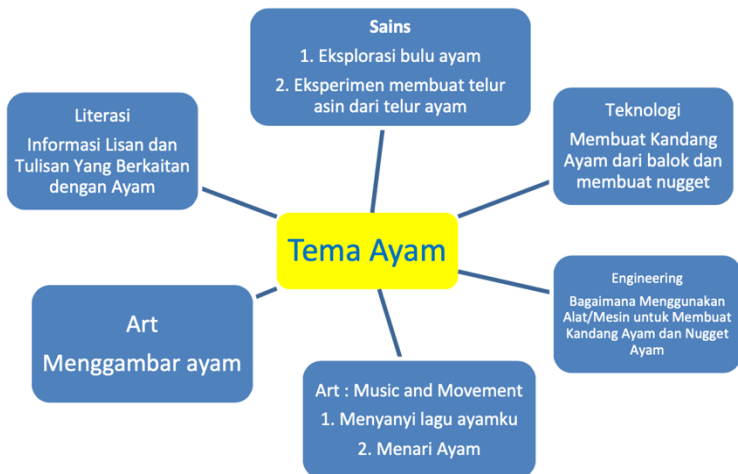 Sains
1. Eksplorasi bulu ayam
2. Eksperimen membuat telur
asin dari telur ayam
Literasi
Informasi Lisan dan
Tulisan Yang Berkaitan
dengan Ayam
Teknologi
Membuat Kandang
Ayam dari balok dan
membuat nugget
Tema Ayam
Engineering
Bagaimana Menggunakan
Alat/Mesin untuk Membuat
Kandang Ayam dan Nugget
Ayam
Art
Menggambar ayam
Art : Music and Movement
1. Menyanyi lagu ayamku
2. Menari Ayam